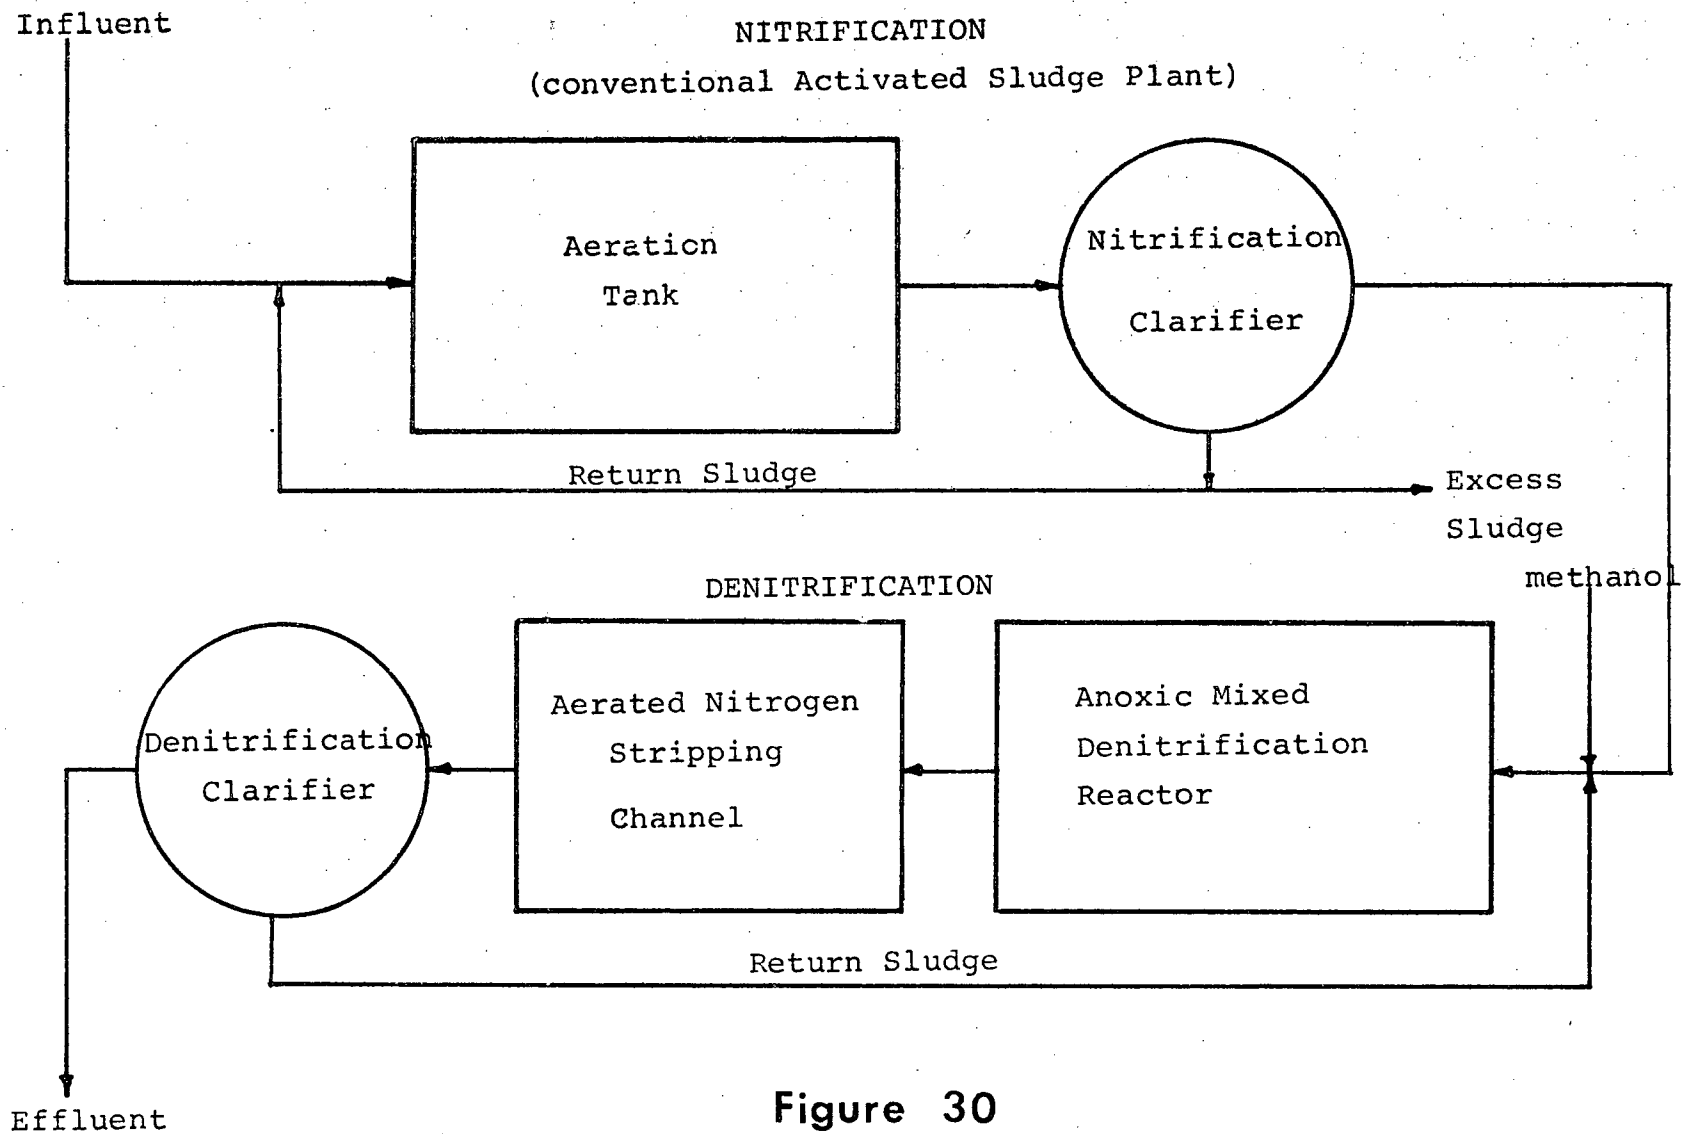 Influent
NITRIFICATION
(conventional Activated Sludge Plant)
Aeration
Tank
Nitrification
Clarifier
Return Sludge
Excess
Sludge
methanol
DENITRIFICATION
Denitrification
Clarifier
Aerated Nitrogen
Stripping
Channel
Anoxic Mixed
Denitrification
Reactor
Return Sludge
Effluent
Figure 30